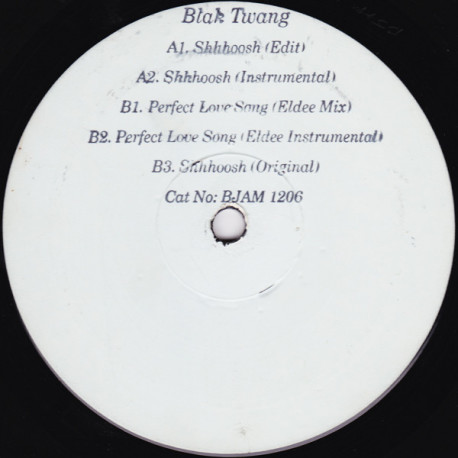 Blak Twang
A1. Shhhoosh (Edit)
A2. Shhhoosh (Instrumental)
B1. Perfect Love Song (Eldee Mix)
B2. Perfect Love Song (Eldee Instrumental)
B3. Shhhoosh (Original)
Cat No: BJAM 1206